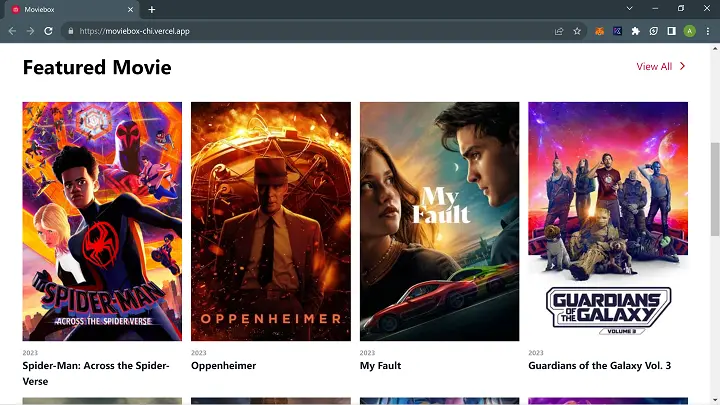 Moviebox
https://moviebox-chi.vercel.app
A
Featured Movie
View All
THE
SPIDER-MAN
ACROSS THE SPIDER-VERSE
OPPENHEIMER
My
Fault
GUARDIANS
OF THE
GALAXY
VOLUME 3
2023
Spider-Man: Across the Spider-
Verse
2023
Oppenheimer
2023
My Fault
2023
Guardians of the Galaxy Vol. 3